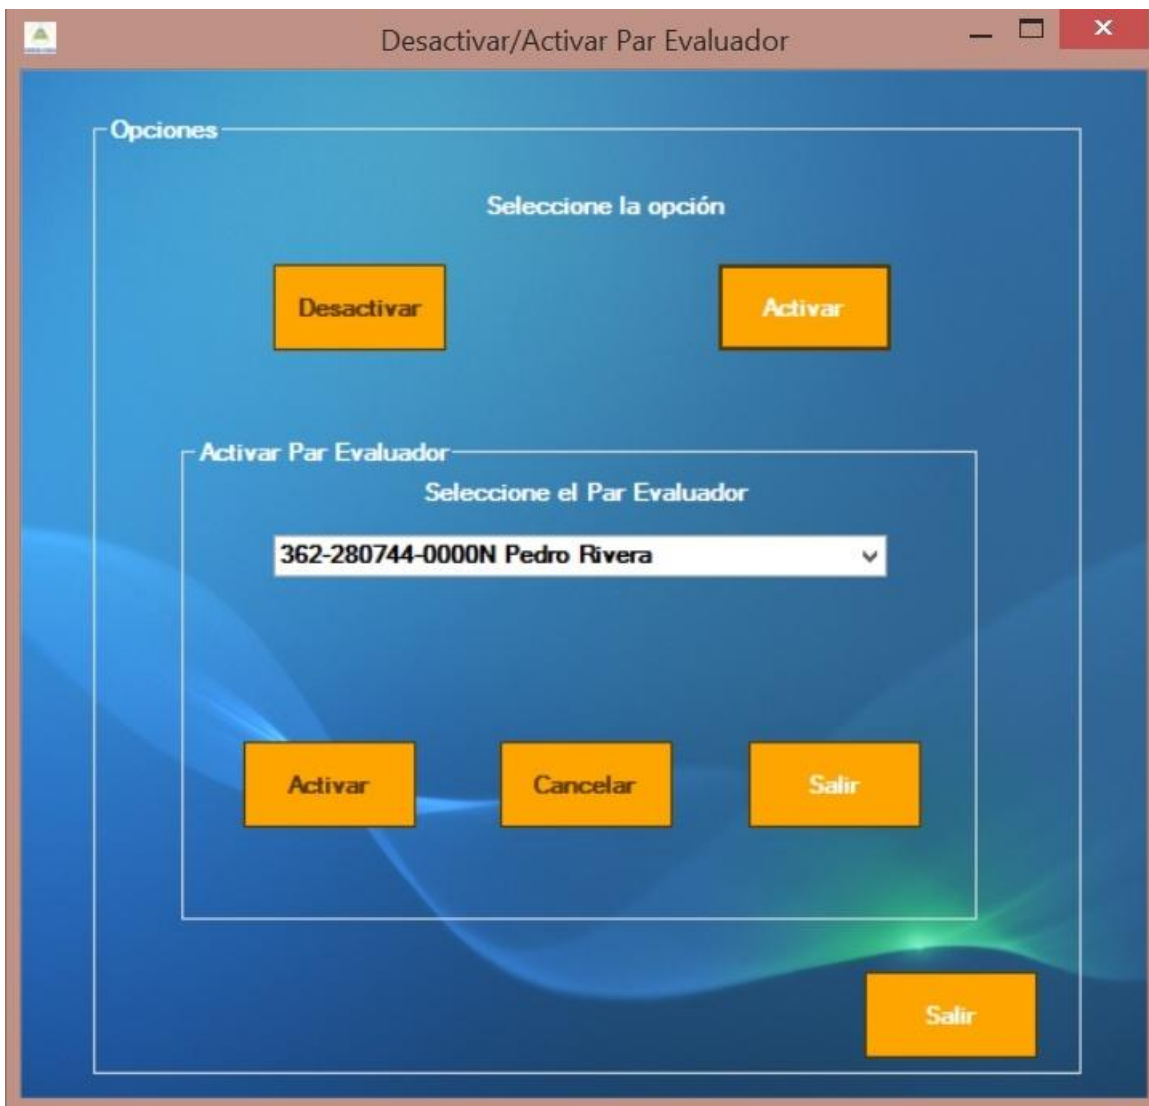 Desactivar/Activar Par Evaluador
Opciones
Seleccione la opción
Desactivar
Activar
Activar Par Evaluador
Seleccione el Par Evaluador
362-280744-0000N Pedro Rivera
Activar
Cancelar
Salir
Salir